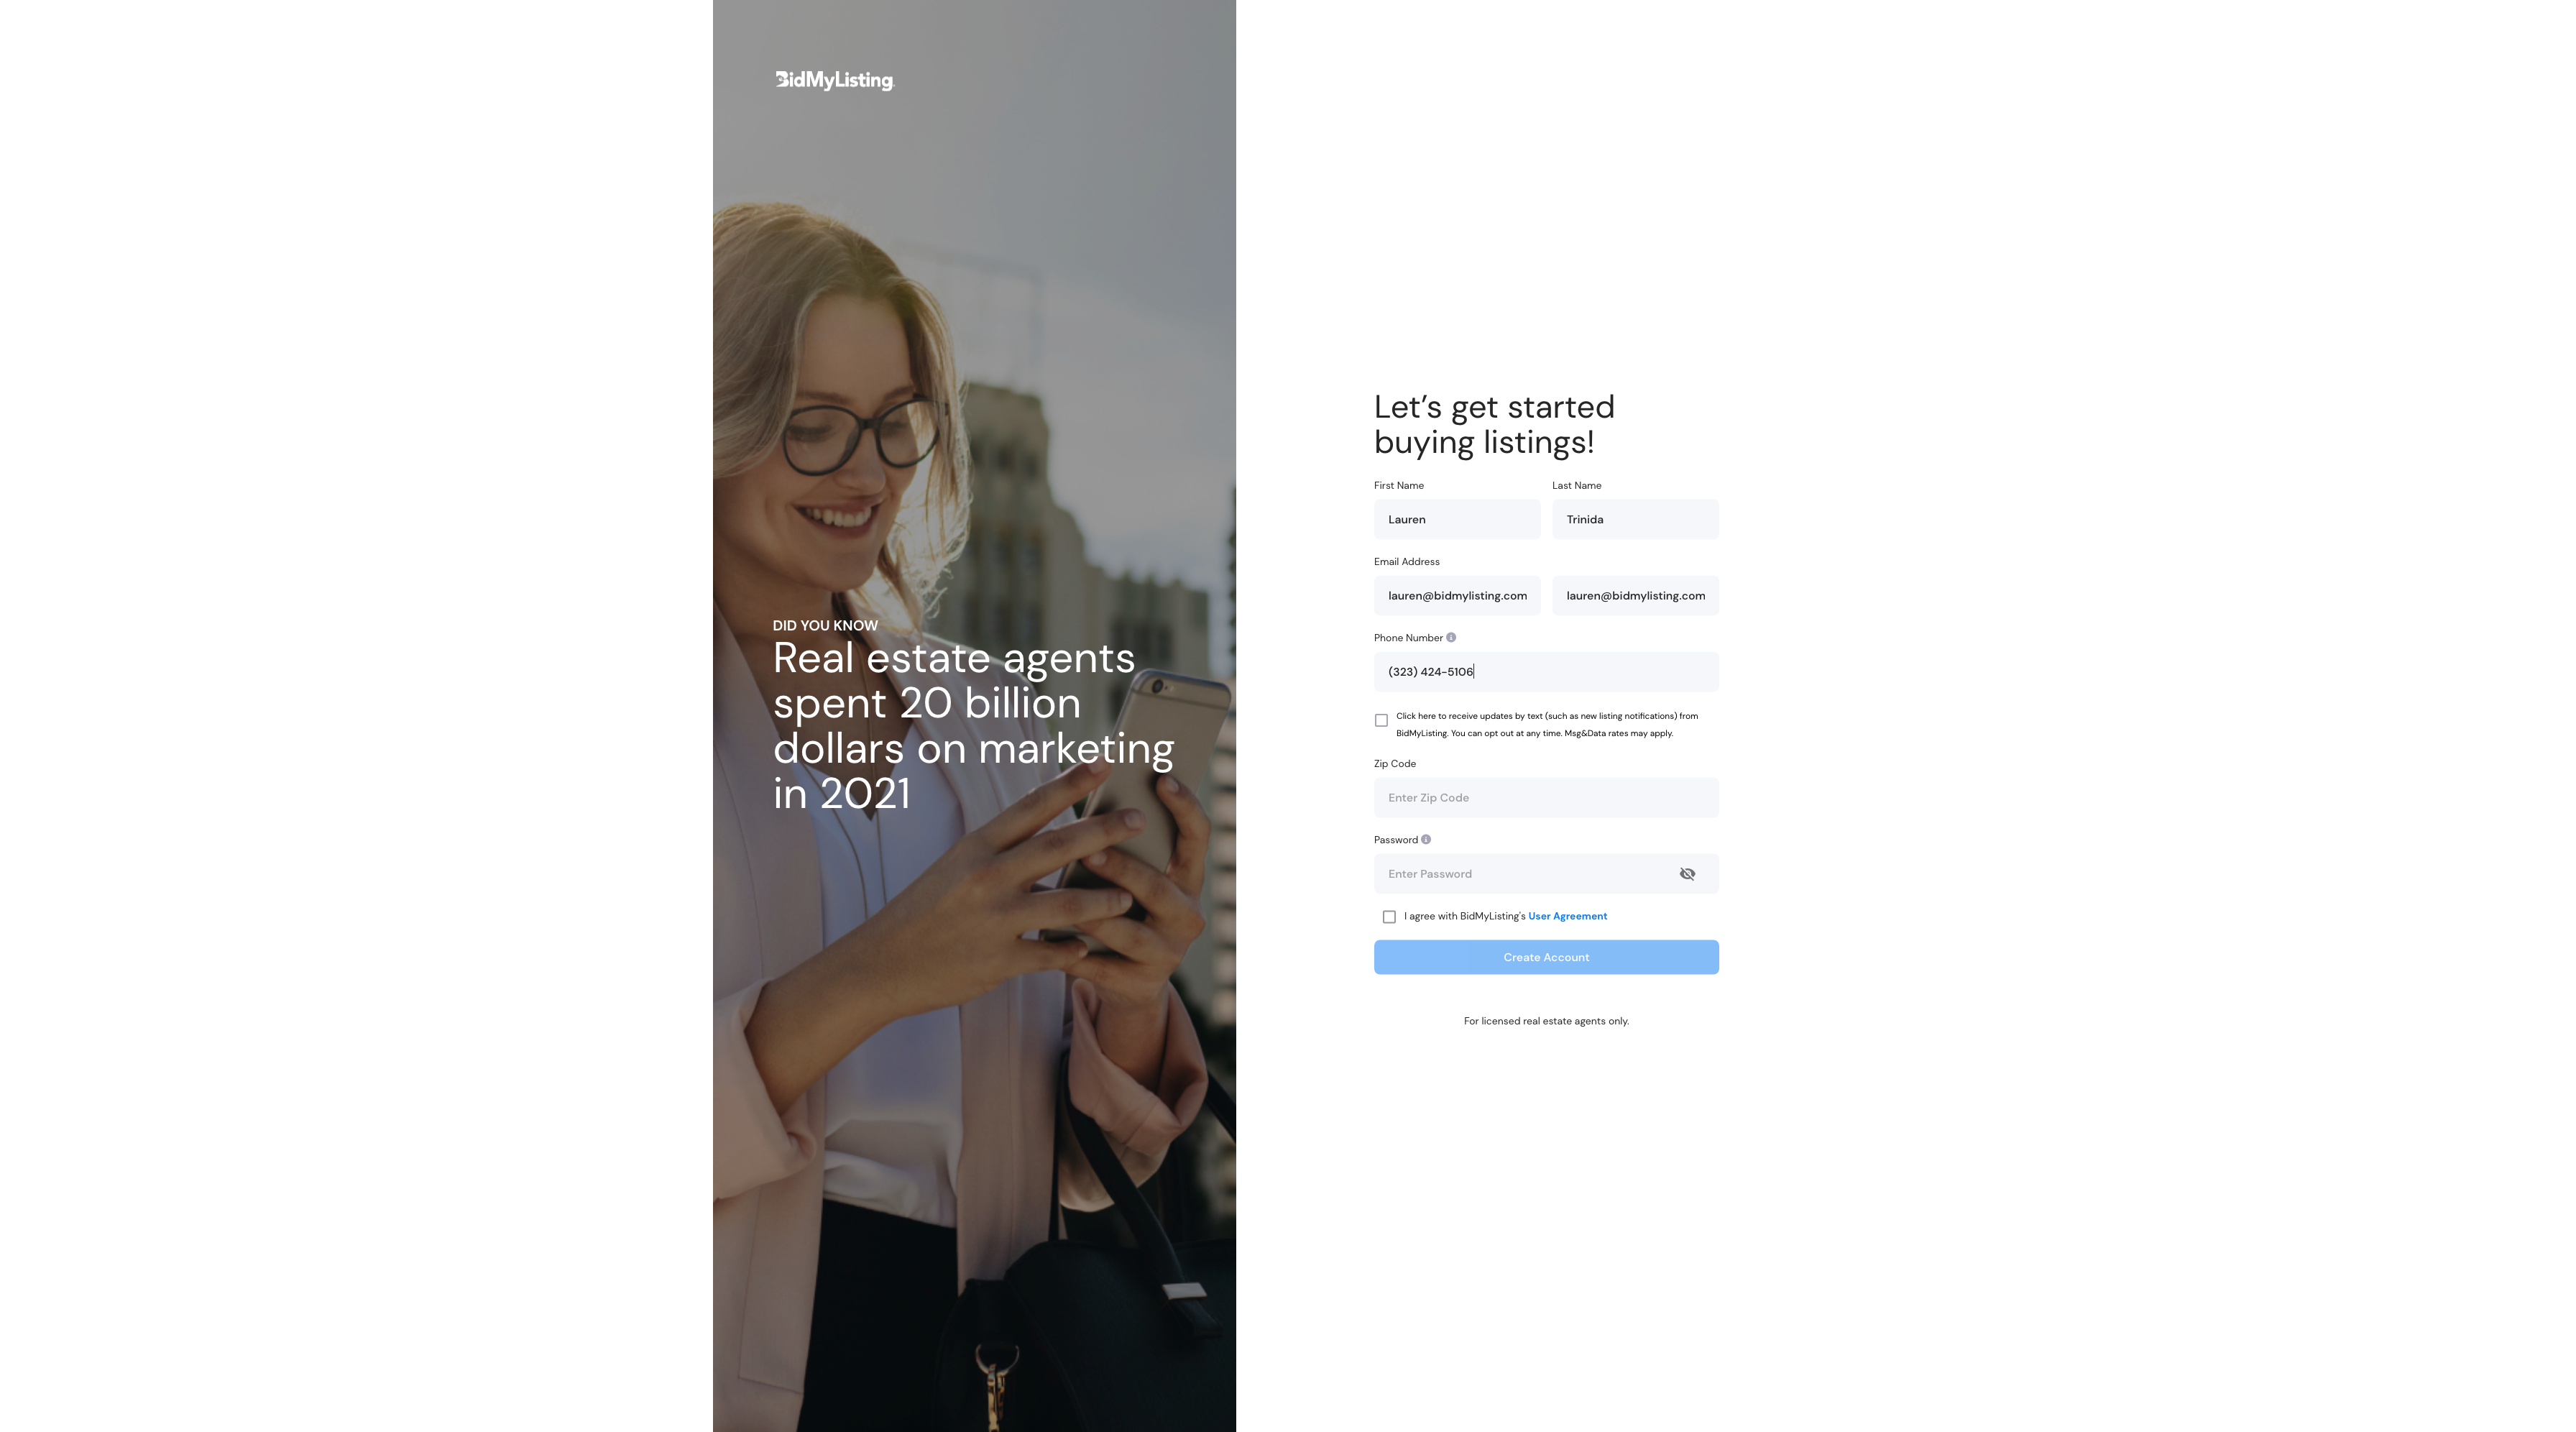 BidMyListing
DID YOU KNOW
Real estate agents
spent 20 billion
dollars on marketing
in 2021
Let’s get started
buying listings!
First Name
Last Name
Lauren
Trinida
Email Address
lauren@bidmylisting.com
lauren@bidmylisting.com
Phone Number
(323) 424-5106
Click here to receive updates by text (such as new listing notifications) from
BidMyListing. You can opt out at any time. Msg&Data rates may apply.
Zip Code
Enter Zip Code
Password
Enter Password
I agree with BidMyListing's User Agreement
Create Account
For licensed real estate agents only.